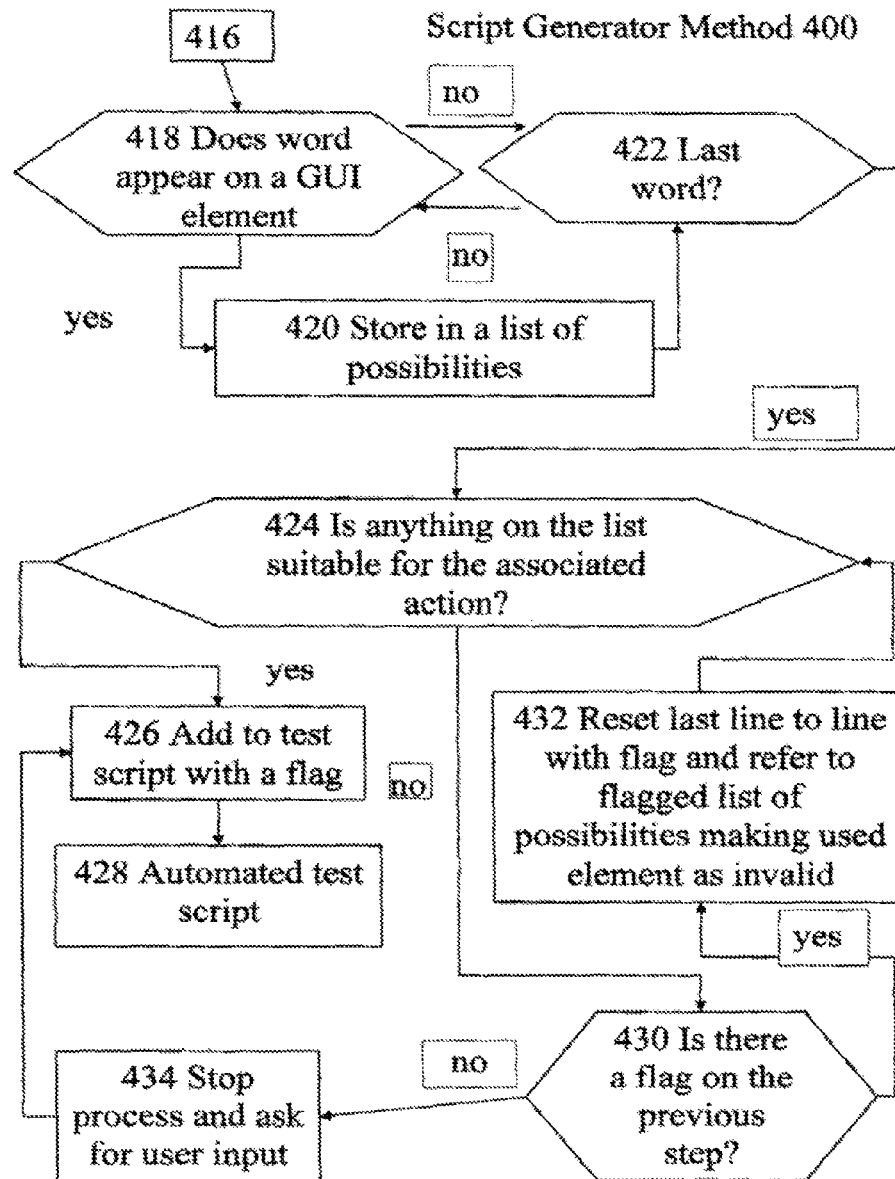 Script Generator Method 400
416
no
418 Does word
appear on a GUI
element
422 Last
word?
no
yes
420 Store in a list of
possibilities
yes
424 Is anything on the list
suitable for the associated
action?
yes
426 Add to test
script with a flag
no
432 Reset last line to line
with flag and refer to
flagged list of
possibilities making used
element as invalid
428 Automated test
script
yes
430 Is there
a flag on the
previous
step?
no
434 Stop
process and ask
for user input